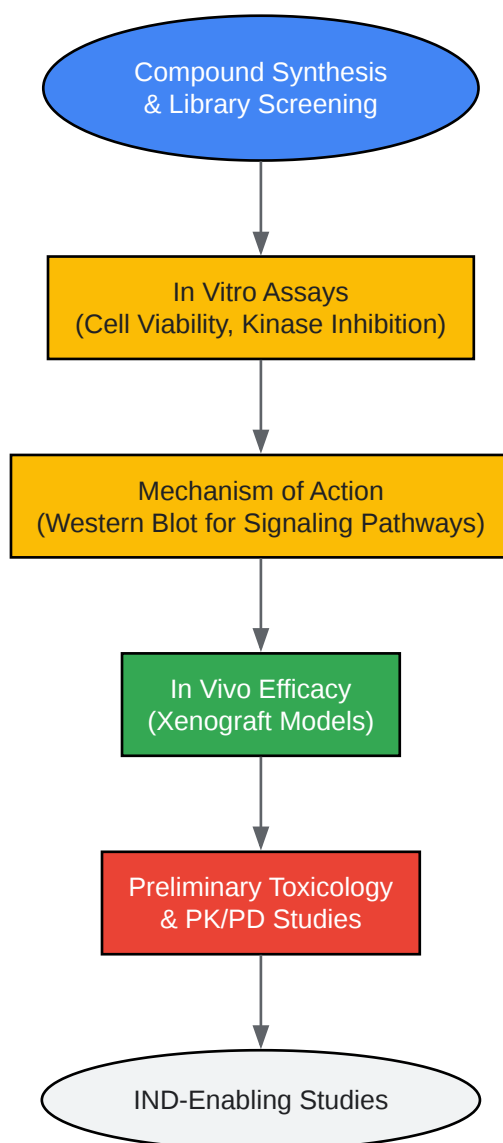 Compound Synthesis
& Library Screening
In Vitro Assays
(Cell Viability, Kinase Inhibition)
Mechanism of Action
(Western Blot for Signaling Pathways)
In Vivo Efficacy
(Xenograft Models)
Preliminary Toxicology
& PK/PD Studies
IND-Enabling Studies